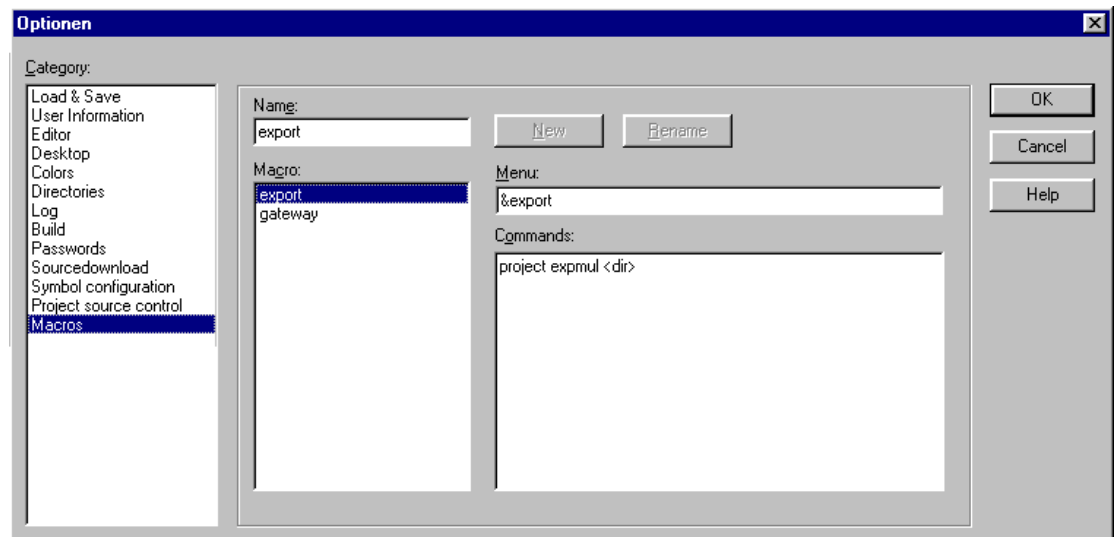 Optionen
Category:
Load & Save
User Information
Editor
Desktop
Colors
Directories
Log
Build
Passwords
Sourcedownload
Symbol configuration
Project source control
Macros
Name:
export
New
Rename
Macro:
export
gateway
Menu:
&export
Commands:
project expmul <dir>
OK
Cancel
Help